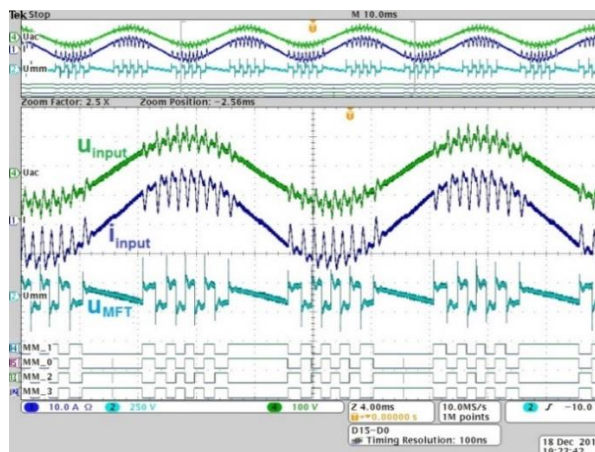 Tek Stop
M 10.0ms
Uac
Umm
Zoom Factor: 2.5 X
Zoom Position: -2.56ms
uinput
Uac
iinput
Umm
uMFT
MM_1
MM_0
MM_2
MM_3
10.0 A Ω
250 V
100 V
Z 4.00ms
0.00000 s
10.0MS/s
1M points
-10.0
D15-D0
Timing Resolution: 100ns
18 Dec 201